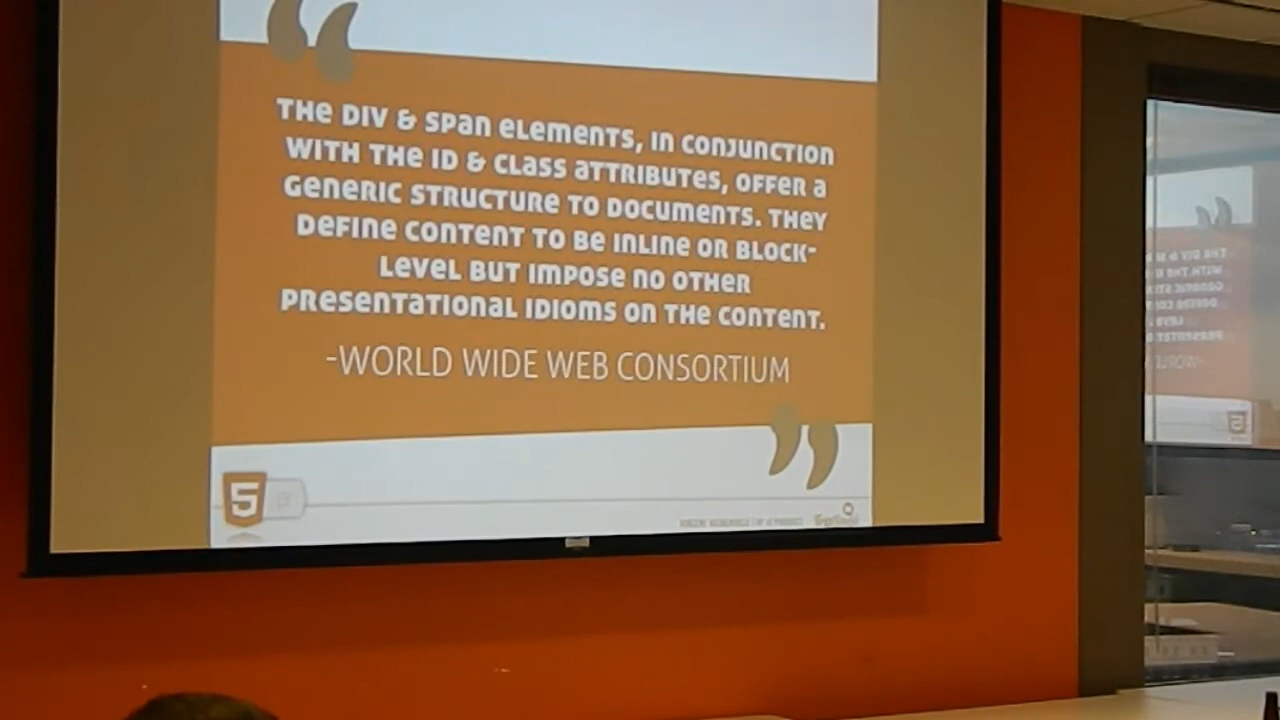 “
THE DIV & SPAN ELEMENTS, IN CONJUNCTION
WITH THE ID & CLASS ATTRIBUTES, OFFER A
GENERIC STRUCTURE TO DOCUMENTS. THEY
DEFINE CONTENT TO BE INLINE OR BLOCK-
LEVEL BUT IMPOSE NO OTHER
PRESENTATIONAL IDIOMS ON THE CONTENT.
-WORLD WIDE WEB CONSORTIUM
”
5